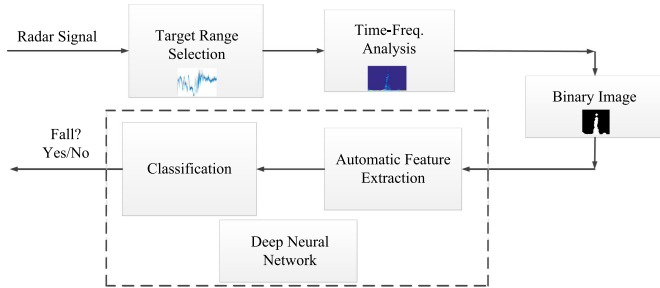 Radar Signal
Target Range
Selection
Time-Freq.
Analysis
Binary Image
Automatic Feature
Extraction
Classification
Fall?
Yes/No
Deep Neural
Network